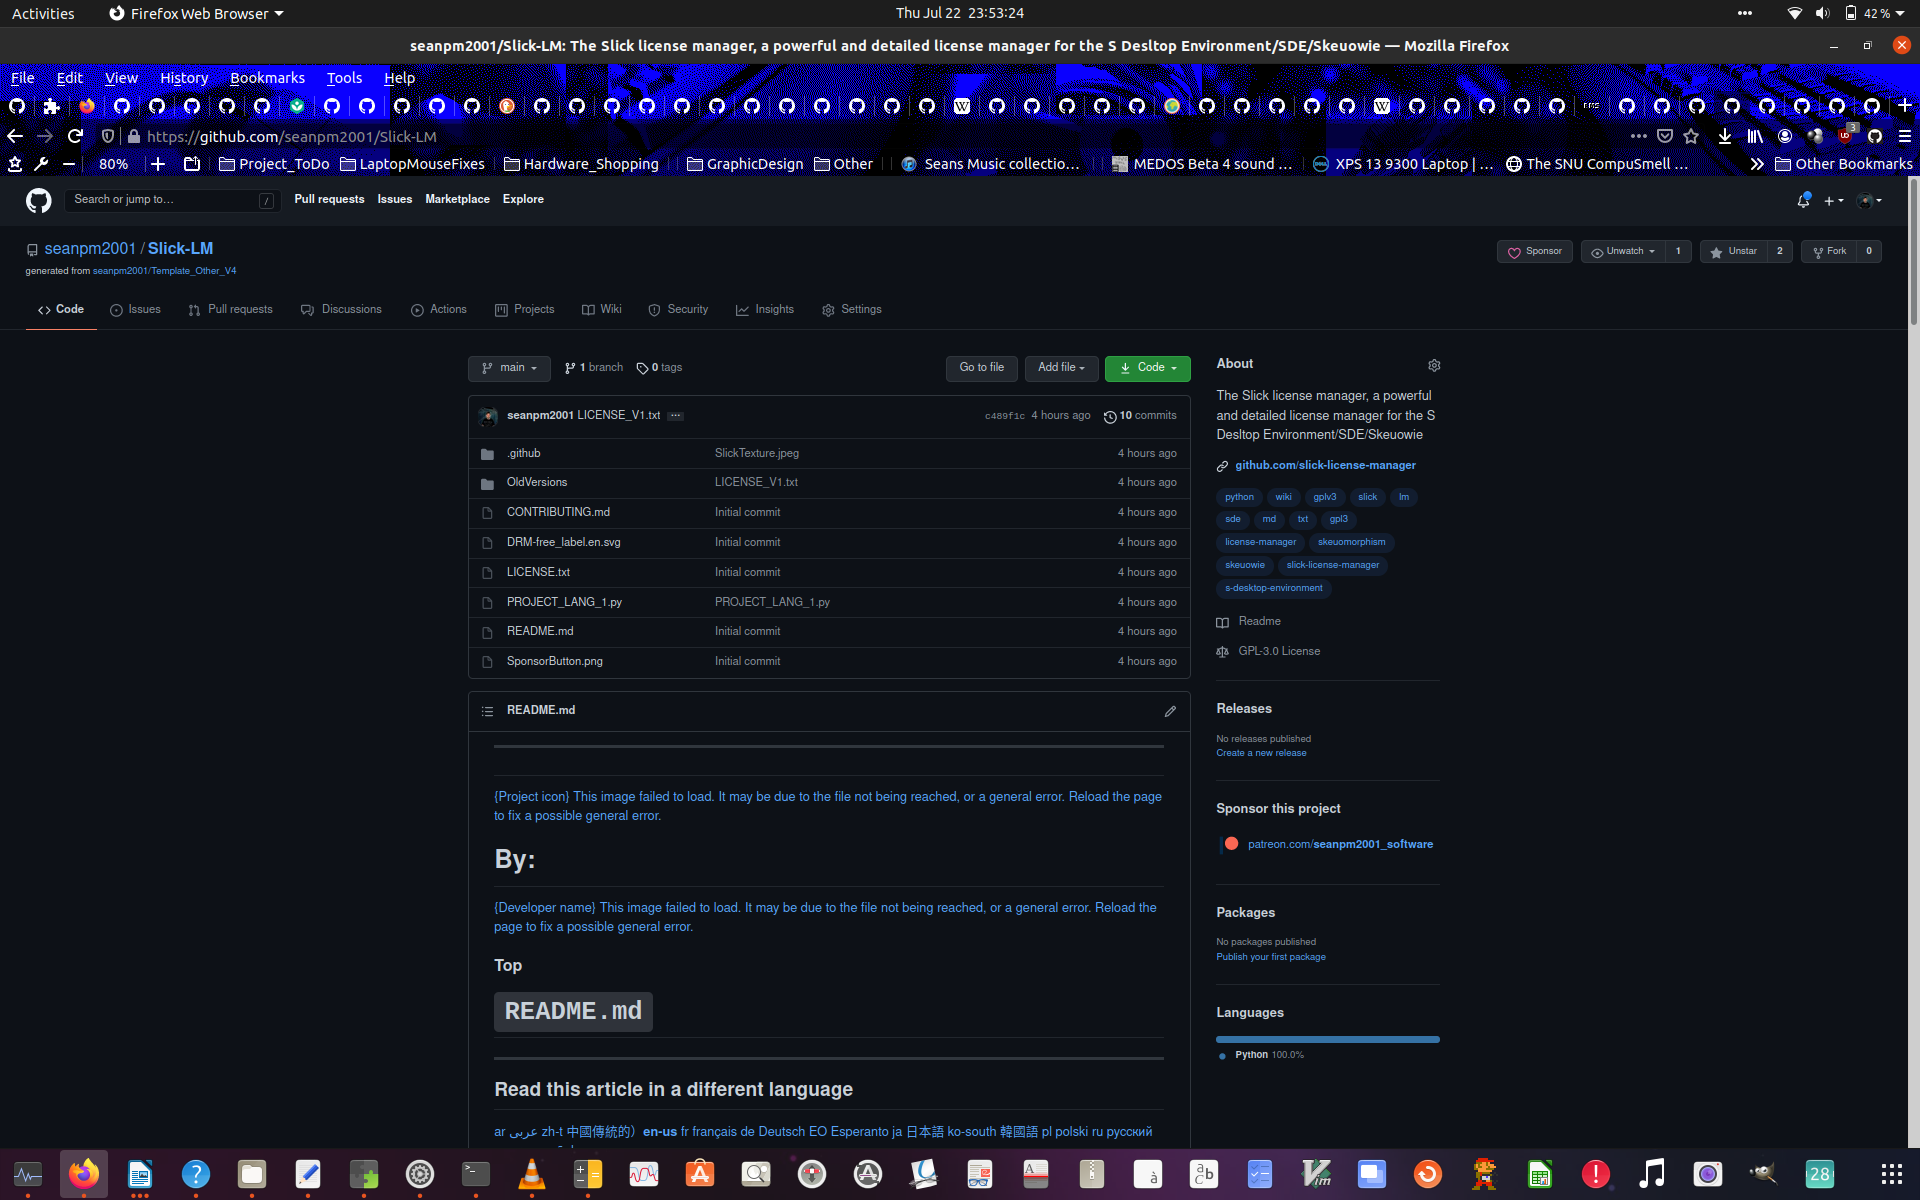 Activities
Firefox Web Browser
Thu Jul 22 23:53:24
42 %
seanpm2001/Slick-LM: The Slick license manager, a powerful and detailed license manager for the S Desltop Environment/SDE/Skeuowie — Mozilla Firefox
File Edit View History Bookmarks Tools Help
https://github.com/seanpm2001/Slick-LM
3
80%
Project_ToDo
LaptopMouseFixes
Hardware_Shopping
GraphicDesign
Other
Seans Music collectio…
MEDOS Beta 4 sound …
XPS 13 9300 Laptop | …
The SNU CompuSmell …
Other Bookmarks
Search or jump to…
/
Pull requests Issues Marketplace Explore
seanpm2001 / Slick-LM
generated from seanpm2001/Template_Other_V4
Sponsor
Unwatch 1
Unstar 2
Fork 0
Code
Issues
Pull requests
Discussions
Actions
Projects
Wiki
Security
Insights
Settings
main
1 branch
0 tags
Go to file
Add file
Code
seanpm2001 LICENSE_V1.txt
c489f1c 4 hours ago
10 commits
.github SlickTexture.jpeg 4 hours ago
OldVersions LICENSE_V1.txt 4 hours ago
CONTRIBUTING.md Initial commit 4 hours ago
DRM-free_label.en.svg Initial commit 4 hours ago
LICENSE.txt Initial commit 4 hours ago
PROJECT_LANG_1.py PROJECT_LANG_1.py 4 hours ago
README.md Initial commit 4 hours ago
SponsorButton.png Initial commit 4 hours ago
README.md
{Project icon} This image failed to load. It may be due to the file not being reached, or a general error. Reload the page
to fix a possible general error.
By:
{Developer name} This image failed to load. It may be due to the file not being reached, or a general error. Reload the
page to fix a possible general error.
Top
README.md
Read this article in a different language
ar عربى zh-t 中國傳統的） en-us fr français de Deutsch EO Esperanto ja 日本語 ko-south 韓國語 pl polski ru русский
About
The Slick license manager, a powerful
and detailed license manager for the S
Desltop Environment/SDE/Skeuowie
github.com/slick-license-manager
python wiki gplv3 slick lm
sde md txt gpl3
license-manager skeuomorphism
skeuowie slick-license-manager
s-desktop-environment
Readme
GPL-3.0 License
Releases
No releases published
Create a new release
Sponsor this project
patreon.com/seanpm2001_software
Packages
No packages published
Publish your first package
Languages
Python 100.0%
28